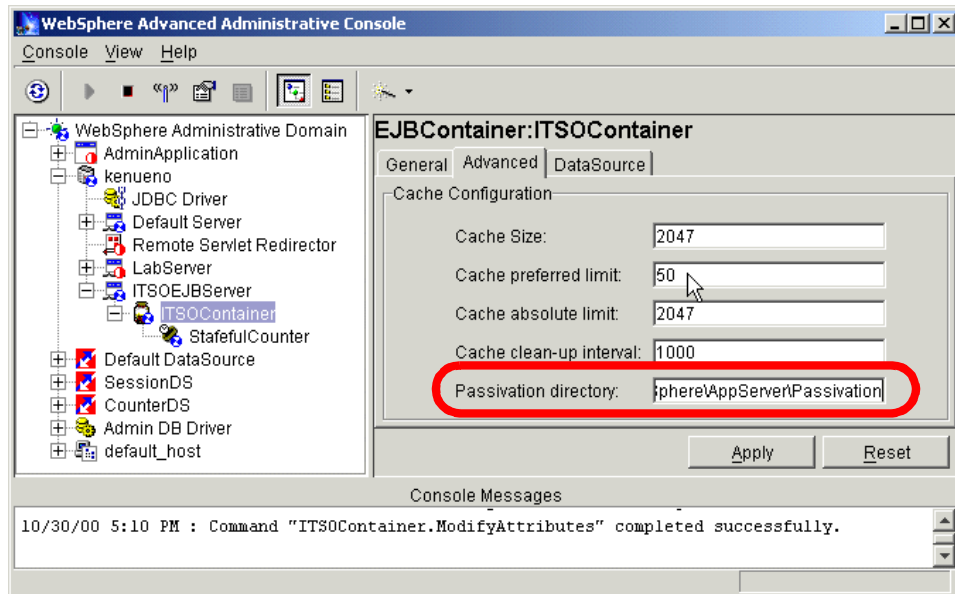 WebSphere Advanced Administrative Console
Console View Help
WebSphere Administrative Domain
AdminApplication
kenueno
JDBC Driver
Default Server
Remote Servlet Redirector
LabServer
ITSOEJBServer
ITSOContainer
StafefulCounter
Default DataSource
SessionDS
CounterDS
Admin DB Driver
default_host
EJBContainer:ITSOContainer
General Advanced DataSource
Cache Configuration
Cache Size: 2047
Cache preferred limit: 50
Cache absolute limit: 2047
Cache clean-up interval: 1000
Passivation directory: Sphere\AppServer\Passivation
Apply Reset
Console Messages
10/30/00 5:10 PM : Command "ITSOContainer.ModifyAttributes" completed successfully.